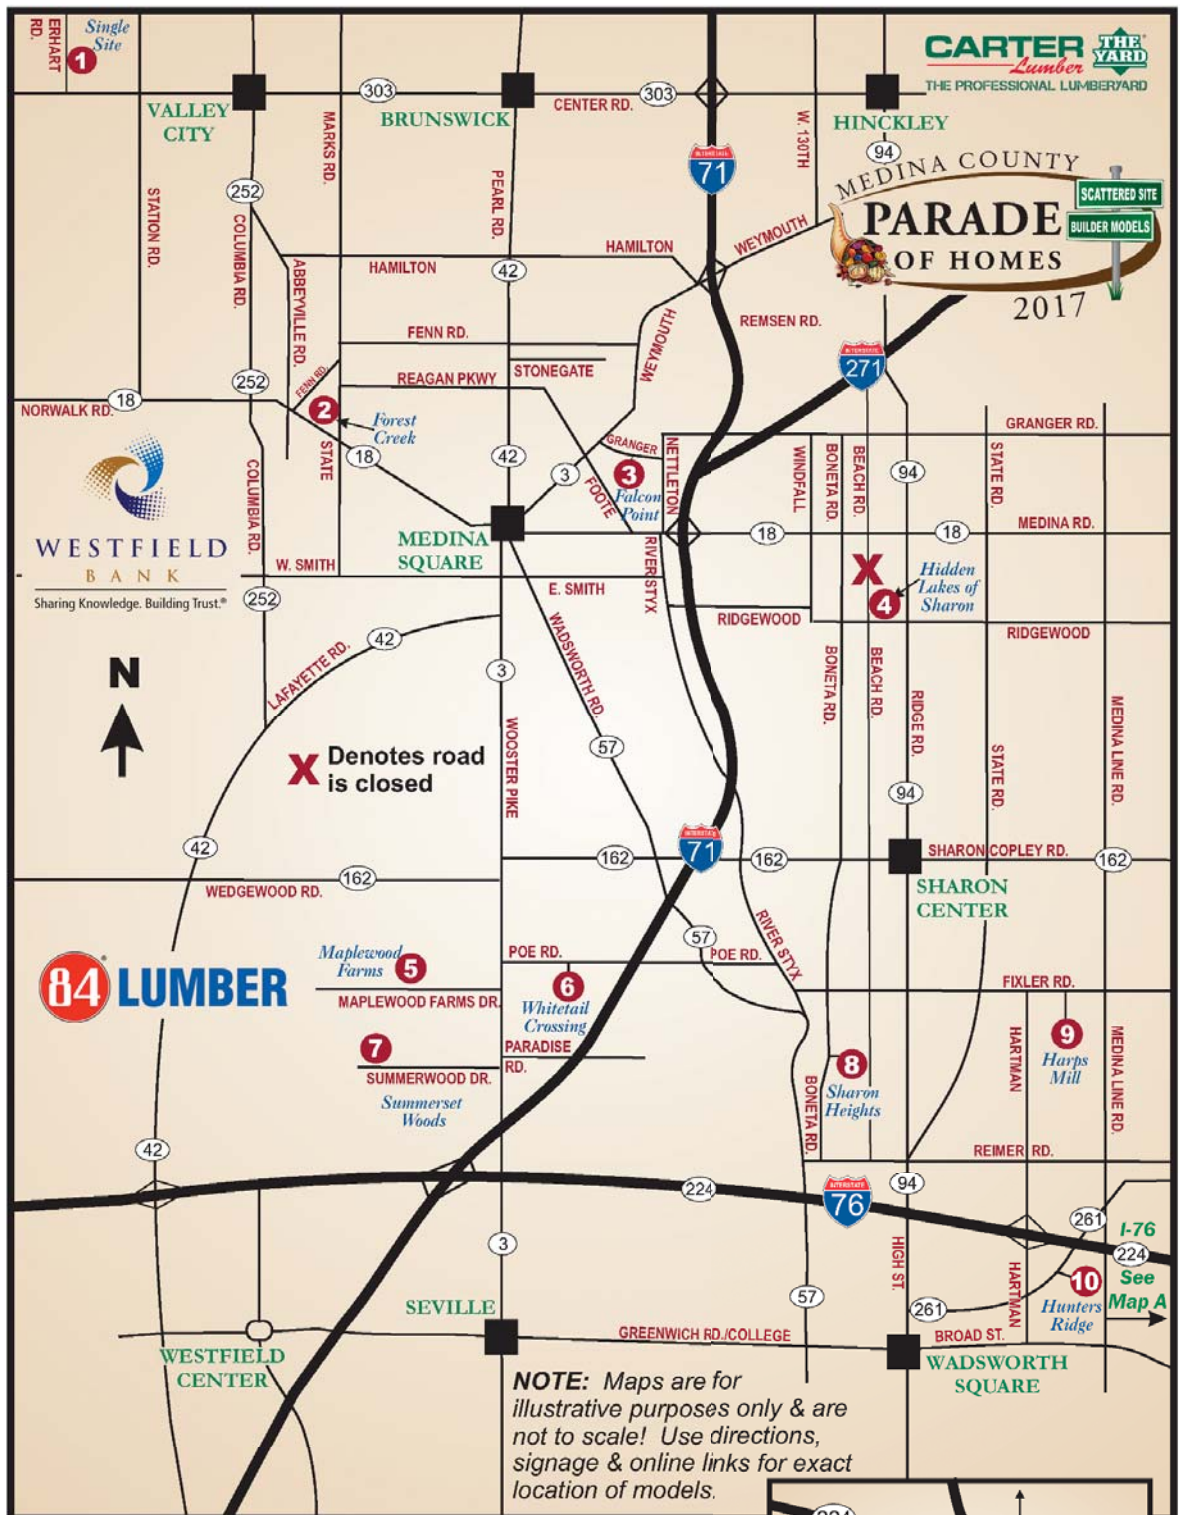 ERHART
RD.
Single
Site
1
CARTER
Lumber
THE
YARD
THE PROFESSIONAL LUMBERYARD
303
CENTER RD.
303
VALLEY
CITY
BRUNSWICK
HINCKLEY
MARKS RD.
W. 130TH
94
INTERSTATE
71
MEDINA COUNTY
PARADE
OF HOMES
2017
SCATTERED SITE
BUILDER MODELS
252
STATION RD.
COLUMBIA RD.
PEARL RD.
ABBEYVILLE RD.
HAMILTON
HAMILTON
WEYMOUTH
42
FENN RD.
WEYMOUTH
REMSEN RD.
STONEGATE
INTERSTATE
271
252
FENN RD.
REAGAN PKWY
NORWALK RD.
18
2
Forest
Creek
STATE
18
42
3
GRANGER
FOOTE
3
Falcon
Point
NETTLETON
WINDFALL
BONETA RD.
BEACH RD.
94
STATE RD.
GRANGER RD.
WESTFIELD
BANK
Sharing Knowledge. Building Trust.®
COLUMBIA RD.
MEDINA
SQUARE
18
18
MEDINA RD.
W. SMITH
E. SMITH
RIVER STYX
252
X
4
Hidden
Lakes of
Sharon
RIDGEWOOD
RIDGEWOOD
42
LAFAYETTE RD.
3
WADSWORTH RD.
BONETA RD.
BEACH RD.
RIDGE RD.
MEDINA LINE RD.
N
X Denotes road
is closed
WOOSTER PIKE
57
STATE RD.
94
42
INTERSTATE
71
162
162
SHARON COPLEY RD.
162
WEDGEWOOD RD.
162
SHARON
CENTER
84 LUMBER
Maplewood
Farms
5
MAPLEWOOD FARMS DR.
POE RD.
57
POE RD.
RIVER STYX
6
Whitetail
Crossing
FIXLER RD.
7
SUMMERWOOD DR.
Summerset
Woods
PARADISE
RD.
BONETA RD.
8
Sharon
Heights
HARTMAN
9
Harps
Mill
MEDINA LINE RD.
42
REIMER RD.
224
INTERSTATE
76
94
261
I-76
224
See
Map A
3
HIGH ST.
HARTMAN
10
Hunters
Ridge
57
261
SEVILLE
GREENWICH RD./COLLEGE
BROAD ST.
WESTFIELD
CENTER
WADSWORTH
SQUARE
NOTE: Maps are for
illustrative purposes only & are
not to scale! Use directions,
signage & online links for exact
location of models.
224